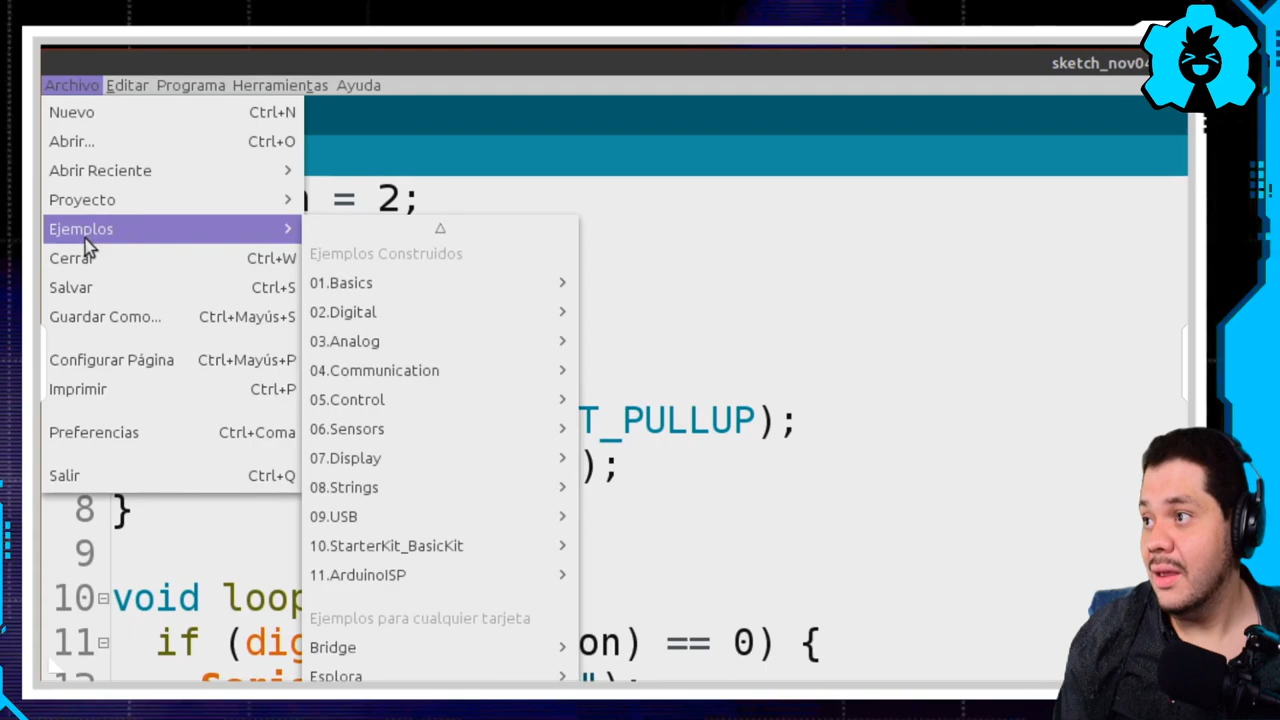 sketch_nov04
Archivo Editar Programa Herramientas Ayuda
Nuevo Ctrl+N
Abrir... Ctrl+O
Abrir Reciente
Proyecto
Ejemplos
Cerrar Ctrl+W
Salvar Ctrl+S
Guardar Como... Ctrl+Mayús+S
Configurar Página Ctrl+Mayús+P
Imprimir Ctrl+P
Preferencias Ctrl+Coma
Salir Ctrl+Q
Ejemplos Construidos
01.Basics
02.Digital
03.Analog
04.Communication
05.Control
06.Sensors
07.Display
08.Strings
09.USB
10.StarterKit_BasicKit
11.ArduinoISP
Ejemplos para cualquier tarjeta
Bridge
Esplora
= 2;
T_PULLUP);
);
8 }
9
10 void loop
11 if (dig on) == 0) {